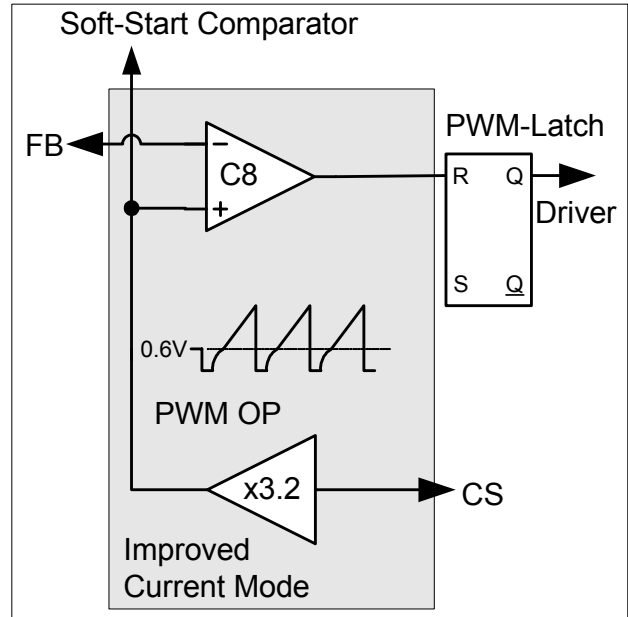 Soft-Start Comparator
FB
PWM-Latch
−
C8
+
R Q
Driver
S Q
0.6V
PWM OP
x3.2
CS
Improved
Current Mode